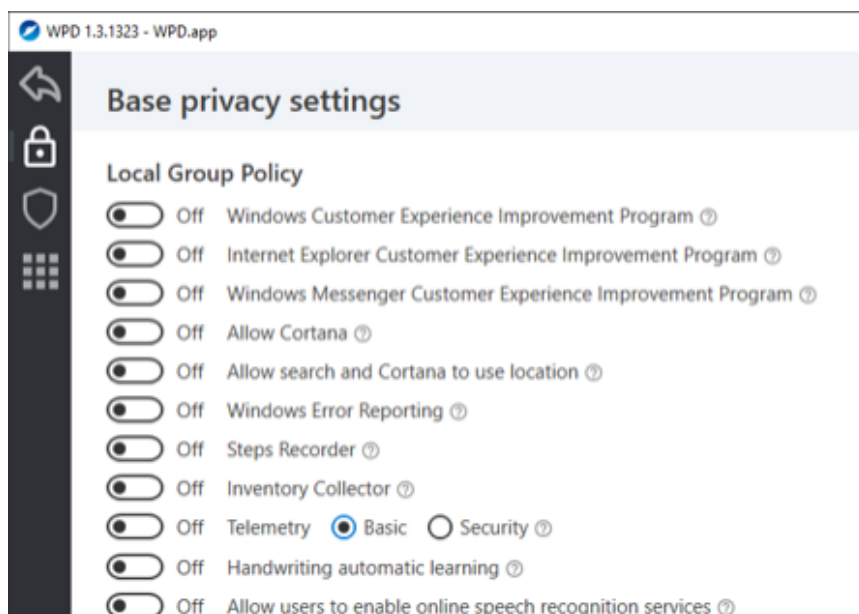 WPD 1.3.1323 - WPD.app
Base privacy settings
Local Group Policy
Off Windows Customer Experience Improvement Program ?
Off Internet Explorer Customer Experience Improvement Program ?
Off Windows Messenger Customer Experience Improvement Program ?
Off Allow Cortana ?
Off Allow search and Cortana to use location ?
Off Windows Error Reporting ?
Off Steps Recorder ?
Off Inventory Collector ?
Off Telemetry Basic Security ?
Off Handwriting automatic learning ?
Off Allow users to enable online speech recognition services ?